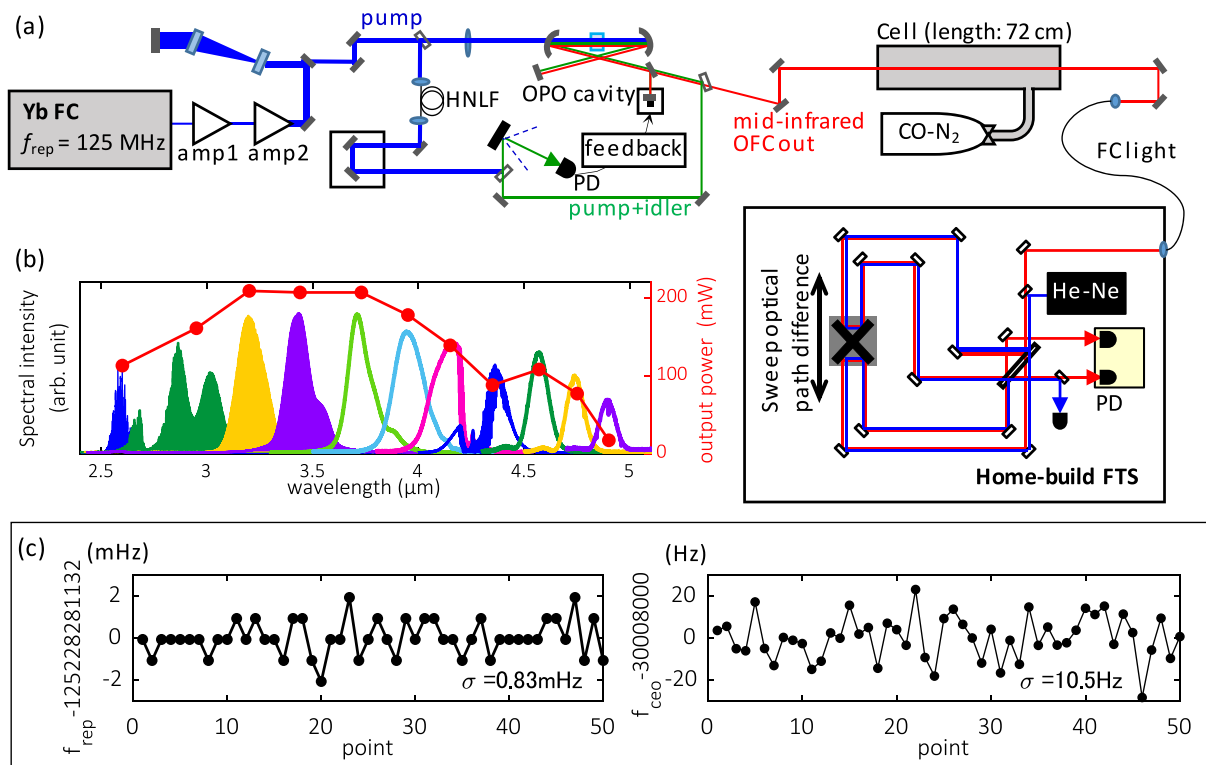 (a)
pump
Cell (length: 72 cm)
Yb FC
f_rep = 125 MHz
amp1
amp2
HNLF
OPO cavity
feedback
PD
pump+idler
mid-infrared
OFC out
CO-N₂
FC light
(b)
Spectral intensity
(arb. unit)
200
100
0
output power (mW)
2.5
3
3.5
4
4.5
5
wavelength (μm)
Sweep optical
path difference
He-Ne
PD
Home-build FTS
(c)
(mHz)
f_rep -125228281132
2
0
-2
σ =0.83mHz
0
10
20
30
40
50
point
(Hz)
f_ceo -30008000
20
0
-20
σ =10.5Hz
0
10
20
30
40
50
point